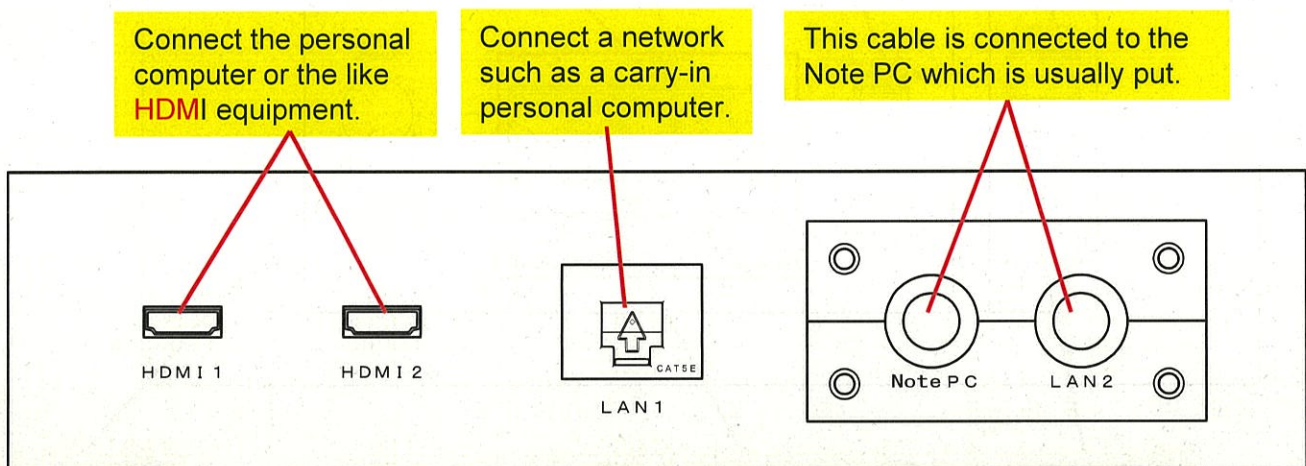 Connect the personal
computer or the like
HDMI equipment.
Connect a network
such as a carry-in
personal computer.
This cable is connected to the
Note PC which is usually put.
HDMI 1
HDMI 2
CAT5E
LAN1
Note PC
LAN2